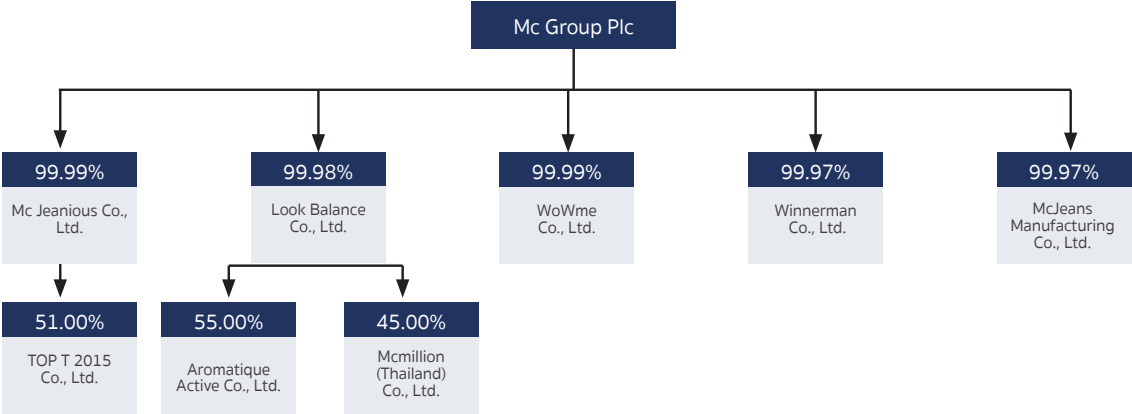 Mc Group Plc
99.99%
Mc Jeanious Co.,
Ltd.
99.98%
Look Balance
Co., Ltd.
99.99%
WoWme
Co., Ltd.
99.97%
Winnerman
Co., Ltd.
99.97%
McJeans
Manufacturing
Co., Ltd.
51.00%
TOP T 2015
Co., Ltd.
55.00%
Aromatique
Active Co., Ltd.
45.00%
Mcmillion
(Thailand)
Co., Ltd.